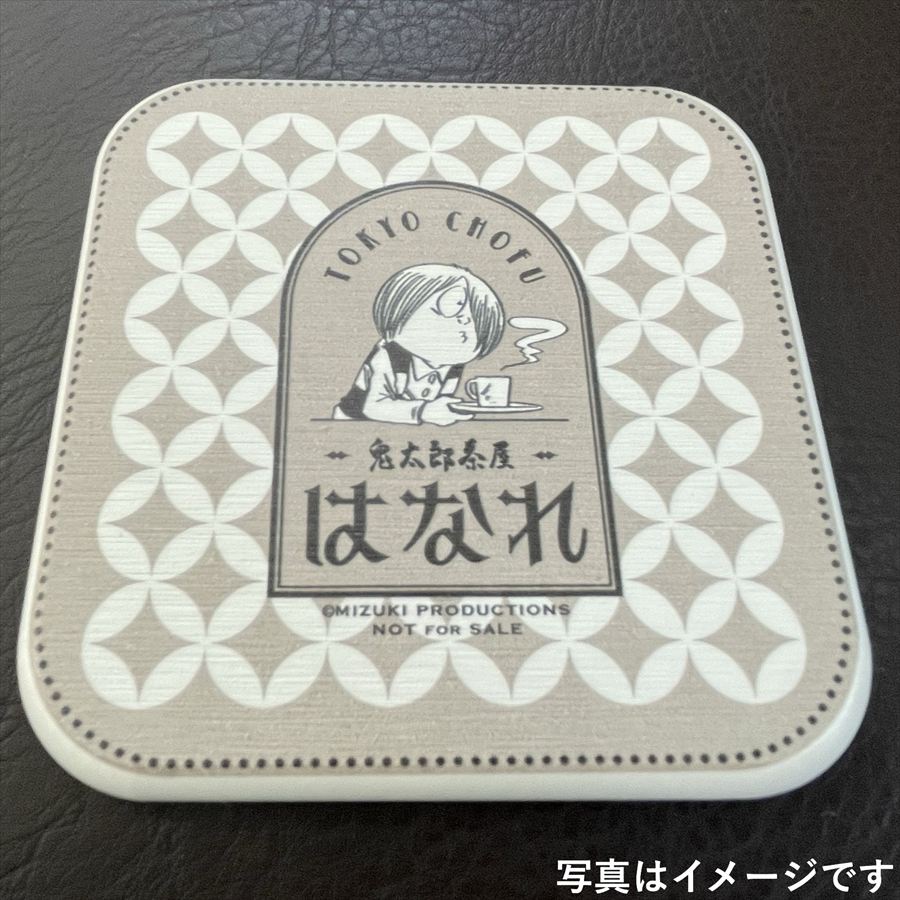 TOKYO CHOFU
鬼太郎茶屋
はなれ
©MIZUKI PRODUCTIONS
NOT FOR SALE
写真はイメージです